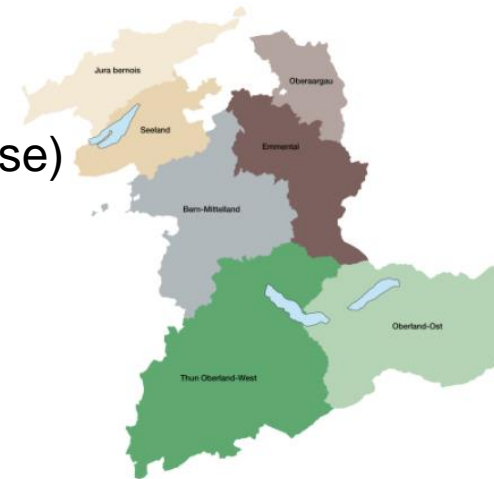 Jura bernois
Oberaargau
Seeland
se)
Emmental
Bern-Mittelland
Oberland-Ost
Thun Oberland-West